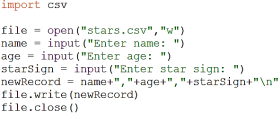 import csv
file = open("stars.csv","w")
name = input("Enter name: ")
age = input("Enter age: ")
starSign = input("Enter star sign: ")
newRecord = name+","+age+","+starSign+"\n"
file.write(newRecord)
file.close()